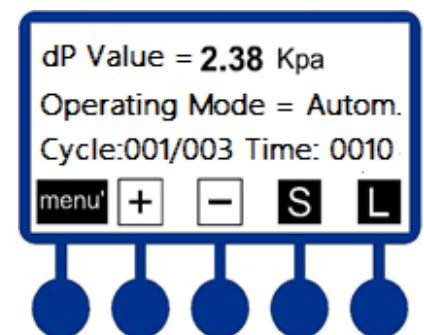 dP Value = 2.38 Kpa
Operating Mode = Autom.
Cycle:001/003 Time: 0010
menu' + − S L